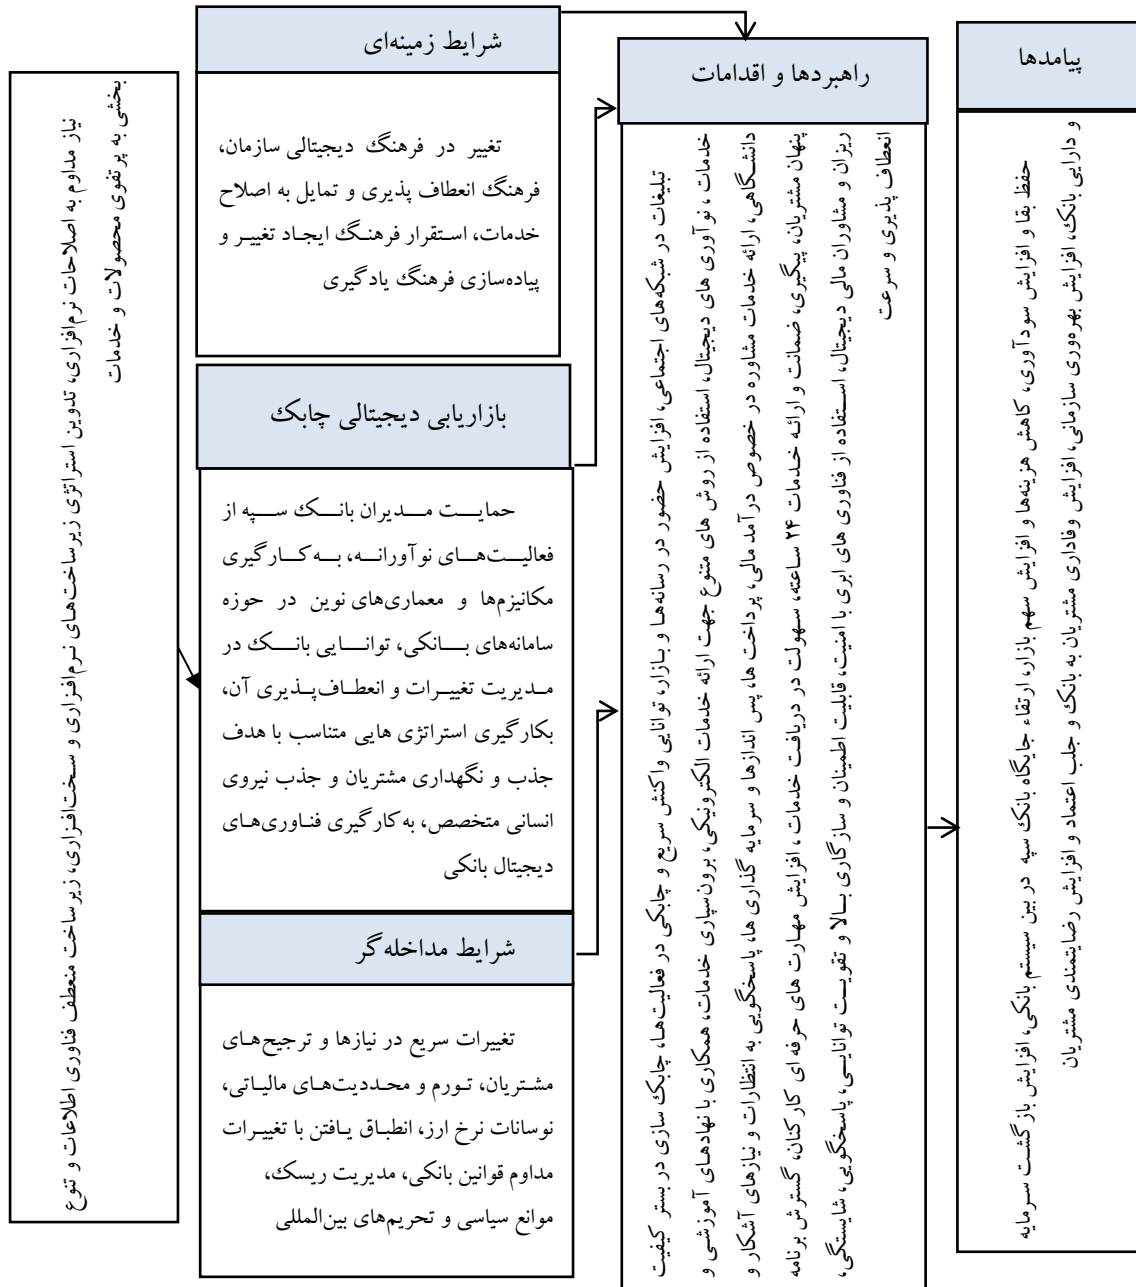 شرایط زمینه‌ای
تغییر در فرهنگ دیجیتالی سازمان،
فرهنگ انعطاف پذیری و تمایل به اصلاح
خدمات، استقرار فرهنگ ایجاد تغییر و
پیاده‌سازی فرهنگ یادگیری
بازاریابی دیجیتالی چابک
حمایت مدیران بانک سپه از
فعالیت‌های نوآورانه، به کارگیری
مکانیزم‌ها و معماری‌های نوین در حوزه
سامانه‌های بانکی، توانایی بانک در
مدیریت تغییرات و انعطاف‌پذیری آن،
بکارگیری استراتژی هایی متناسب با هدف
جذب و نگهداری مشتریان و جذب نیروی
انسانی متخصص، به‌کارگیری فناوری‌های
دیجیتال بانکی
شرایط مداخله‌گر
تغییرات سریع در نیازها و ترجیح‌های
مشتریان، تورم و محددیت‌های مالیاتی،
نوسانات نرخ ارز، انطباق یافتن با تغییرات
مداوم قوانین بانکی، مدیریت ریسک،
موانع سیاسی و تحریم‌های بین‌المللی
نیاز مداوم به اصلاحات نرم‌افزاری، تدوین استراتژی زیرساخت‌های نرم‌افزاری و سخت‌افزاری، زیرساخت منعطف فناوری اطلاعات و تنوع
بخشی به پرتفوی محصولات و خدمات
راهبردها و اقدامات
تبلیغات در شبکه‌های اجتماعی، افزایش حضور در رسانه‌ها و بازار، توانایی واکنش سریع و چابکی در فعالیت‌ها، چابک سازی در بستر کیفیت
خدمات، نوآوری های دیجیتال، استفاده از روش های متنوع جهت ارائه خدمات الکترونیکی، برون‌سپاری خدمات، همکاری با نهادهای آموزشی و
دانشگاهی، ارائه خدمات مشاوره در خصوص درآمد مالی، پرداخت ها، پس اندازها و سرمایه گذاری ها، پاسخگویی به انتظارات و نیازهای آشکار و
پنهان مشتریان، پیگیری، ضمانت و ارائه خدمات ۲۴ ساعته، سهولت در دریافت خدمات، افزایش مهارت های حرفه ای کارکنان، گسترش برنامه
ریزان و مشاوران مالی دیجیتال، استفاده از فناوری های ابری با امنیت، قابلیت اطمینان و سازگاری بالا و تقویت توانایی، پاسخگویی، شایستگی،
انعطاف پذیری و سرعت
پیامدها
حفظ بقا و افزایش سودآوری، کاهش هزینه‌ها و افزایش سهم بازار، ارتقاء جایگاه بانک سپه در بین سیستم بانکی، افزایش بازگشت سرمایه
و دارایی بانک، افزایش بهره‌وری سازمانی، افزایش وفاداری مشتریان به بانک و جلب اعتماد و افزایش رضایتمندی مشتریان